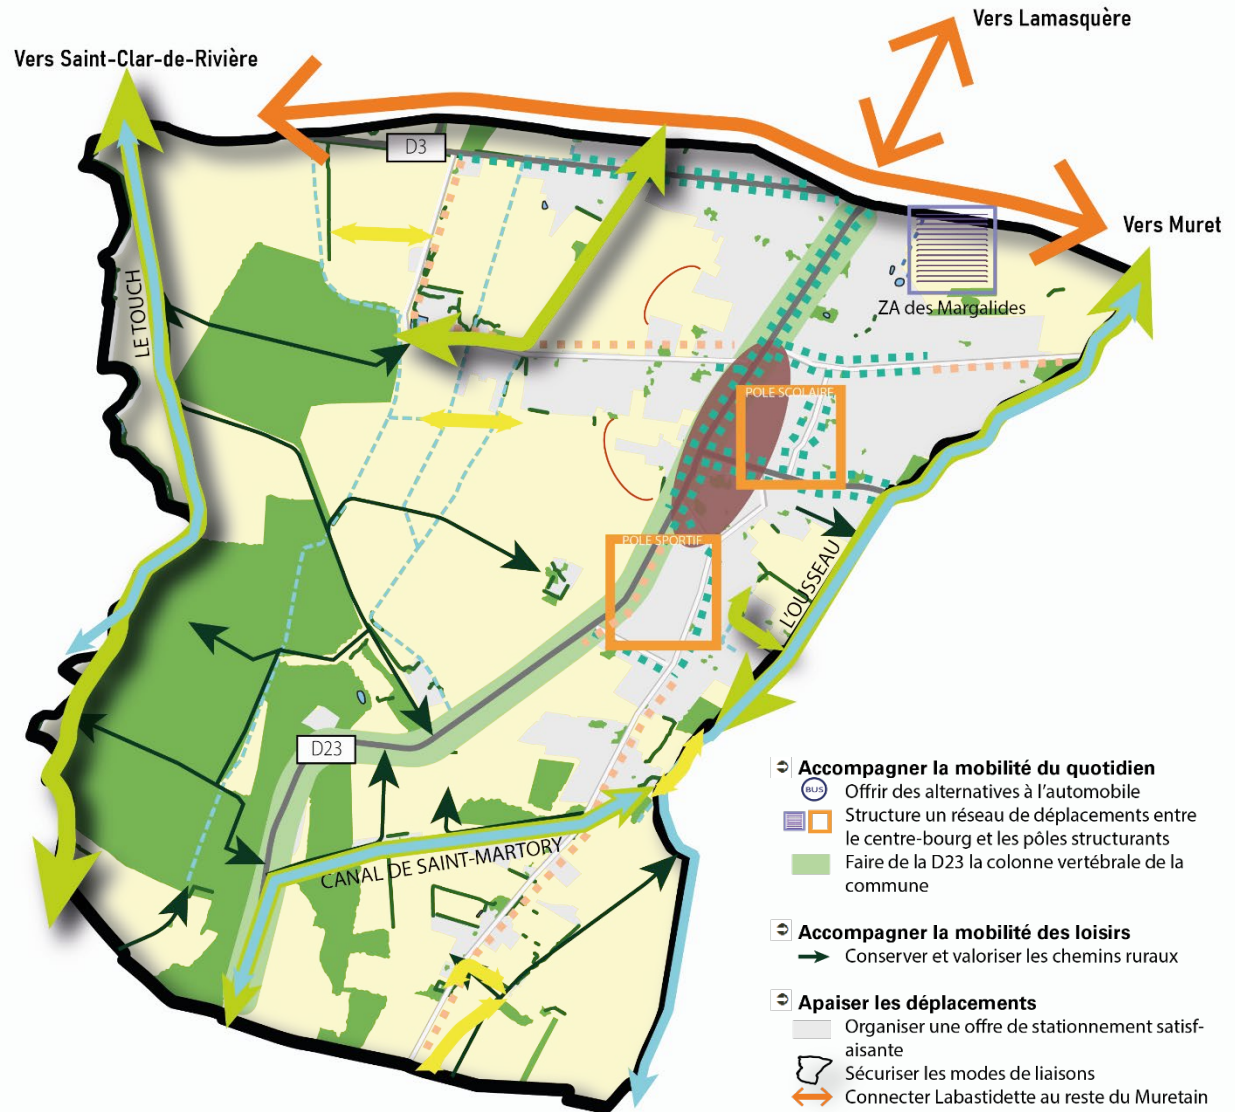 Vers Lamasquère
Vers Saint-Clar-de-Rivière
D3
Vers Muret
ZA des Margalides
LE TOUCH
POLE SCOLAIRE
POLE SPORTIF
L'OUSSEAU
D23
CANAL DE SAINT-MARTORY
Accompagner la mobilité du quotidien
BUS
Offrir des alternatives à l'automobile
Structure un réseau de déplacements entre
le centre-bourg et les pôles structurants
Faire de la D23 la colonne vertébrale de la
commune
Accompagner la mobilité des loisirs
Conserver et valoriser les chemins ruraux
Apaiser les déplacements
Organiser une offre de stationnement satisf-
aisante
Sécuriser les modes de liaisons
Connecter Labastidette au reste du Muretain